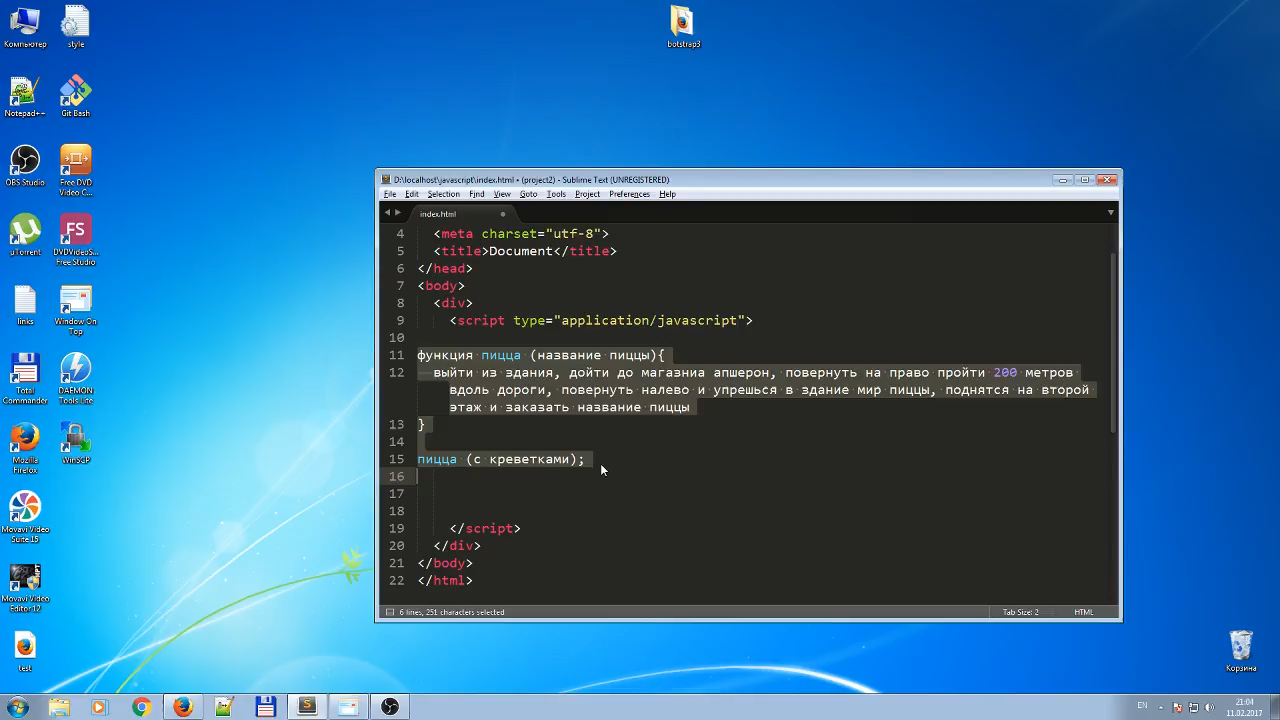 Компьютер
style
botstrap3
Notepad++
Git Bash
OBS Studio
Free DVD
Video C...
µTorrent
DVDVideoS...
Free Studio
links
Window On
Top
Total
Commander
DAEMON
Tools Lite
Mozilla
Firefox
WinSCP
Movavi Video
Suite 15
Movavi Video
Editor 12
test
Корзина
D:\localhost\javascript\index.html • (project2) - Sublime Text (UNREGISTERED)
File Edit Selection Find View Goto Tools Project Preferences Help
index.html
4 <meta charset="utf-8">
5 <title>Document</title>
6 </head>
7 <body>
8 <div>
9 <script type="application/javascript">
10
11 функция пицца (название пиццы){
12 выйти из здания, дойти до магазниа апшерон, повернуть на право пройти 200 метров
вдоль дороги, повернуть налево и упрешься в здание мир пиццы, поднятся на второй
этаж и заказать название пиццы
13 }
14
15 пицца (с креветками);
16
17
18
19 </script>
20 </div>
21 </body>
22 </html>
6 lines, 251 characters selected
Tab Size: 2
HTML
EN
21:04
11.02.2017